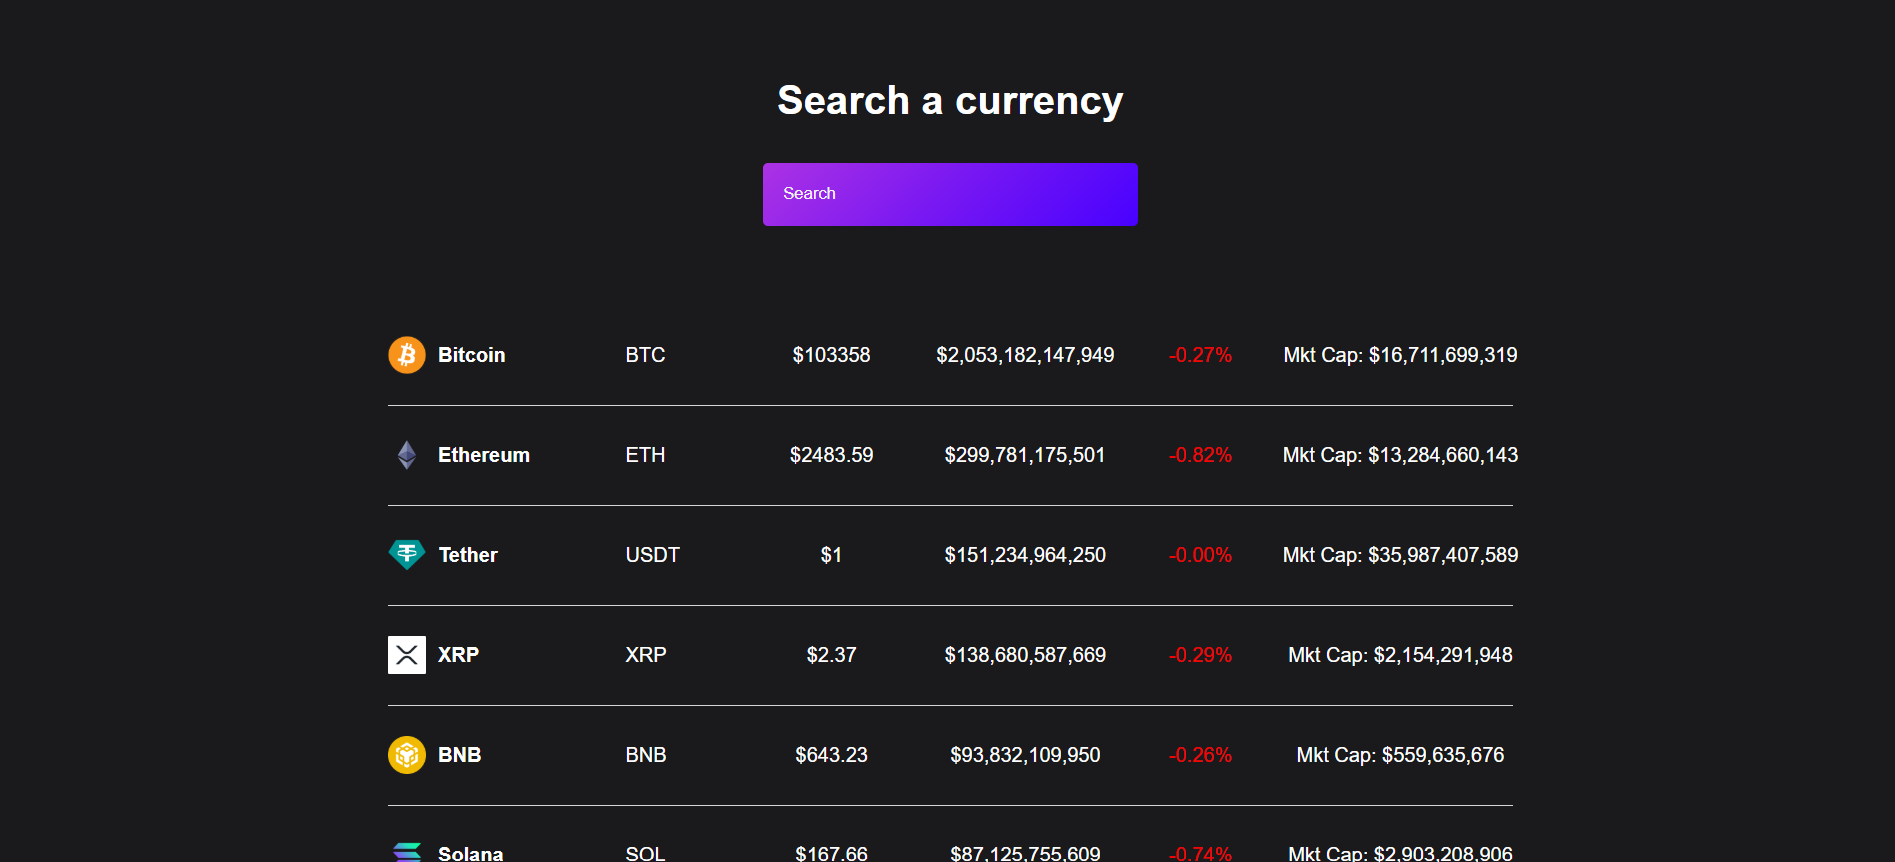 Search a currency
Search
Bitcoin BTC $103358 $2,053,182,147,949 -0.27% Mkt Cap: $16,711,699,319
Ethereum ETH $2483.59 $299,781,175,501 -0.82% Mkt Cap: $13,284,660,143
Tether USDT $1 $151,234,964,250 -0.00% Mkt Cap: $35,987,407,589
XRP XRP $2.37 $138,680,587,669 -0.29% Mkt Cap: $2,154,291,948
BNB BNB $643.23 $93,832,109,950 -0.26% Mkt Cap: $559,635,676
Solana SOL $167.66 $87,125,755,609 -0.74% Mkt Cap: $2,903,208,906